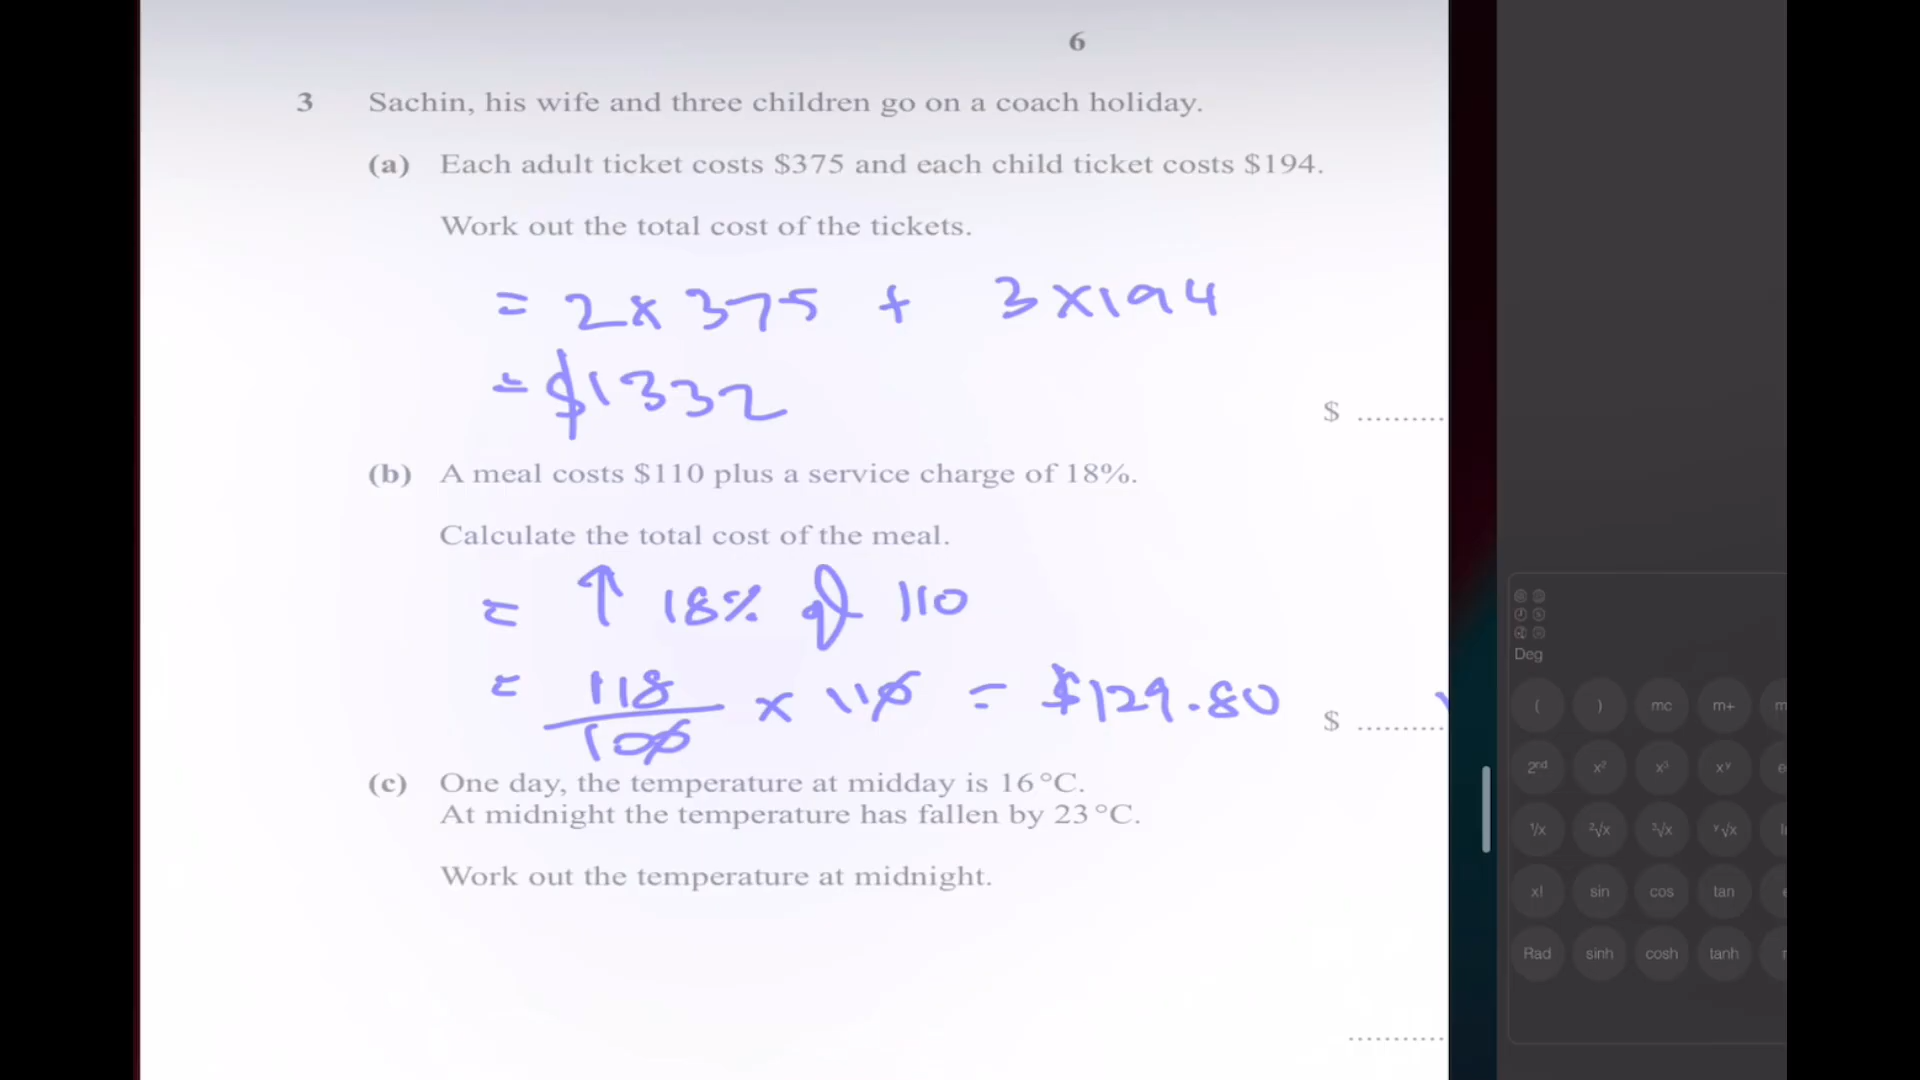 6
3 Sachin, his wife and three children go on a coach holiday.
(a) Each adult ticket costs $375 and each child ticket costs $194.
Work out the total cost of the tickets.
= 2 x 375 + 3 x 194
= $1332
$ ..........
(b) A meal costs $110 plus a service charge of 18%.
Calculate the total cost of the meal.
= ↑ 18% of 110
= 118/100 x 110 = $129.80
$ ..........
(c) One day, the temperature at midday is 16 °C.
At midnight the temperature has fallen by 23 °C.
Work out the temperature at midnight.
...........
Deg
( ) mc m+
2nd x² x³ xʸ
1/x ²√x ³√x ʸ√x
x! sin cos tan
Rad sinh cosh tanh